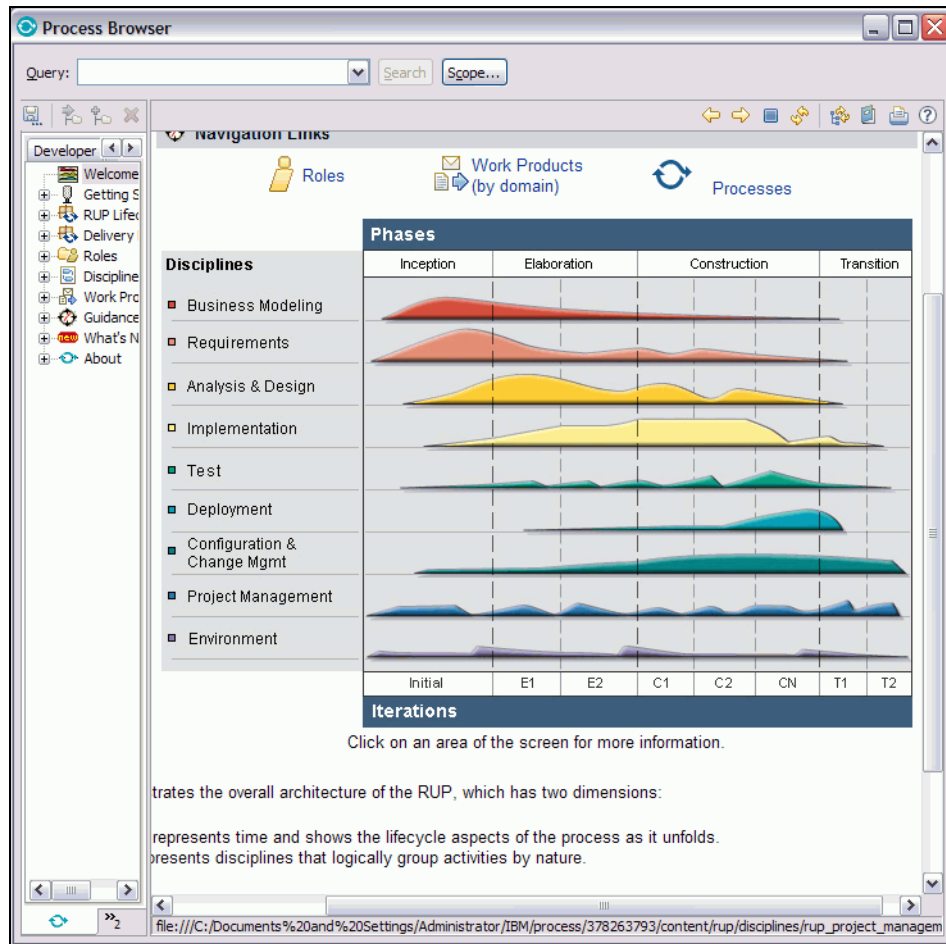 Process Browser
Query:
Search
Scope...
Developer
Welcome
Getting S
RUP Lifec
Delivery
Roles
Discipline
Work Pro
Guidance
What's N
About
Navigation Links
Roles
Work Products
(by domain)
Processes
Phases
Disciplines
Inception Elaboration Construction Transition
Business Modeling
Requirements
Analysis & Design
Implementation
Test
Deployment
Configuration &
Change Mgmt
Project Management
Environment
Initial E1 E2 C1 C2 CN T1 T2
Iterations
Click on an area of the screen for more information.
trates the overall architecture of the RUP, which has two dimensions:
represents time and shows the lifecycle aspects of the process as it unfolds.
presents disciplines that logically group activities by nature.
»2
file:///C:/Documents%20and%20Settings/Administrator/IBM/process/378263793/content/rup/disciplines/rup_project_managem